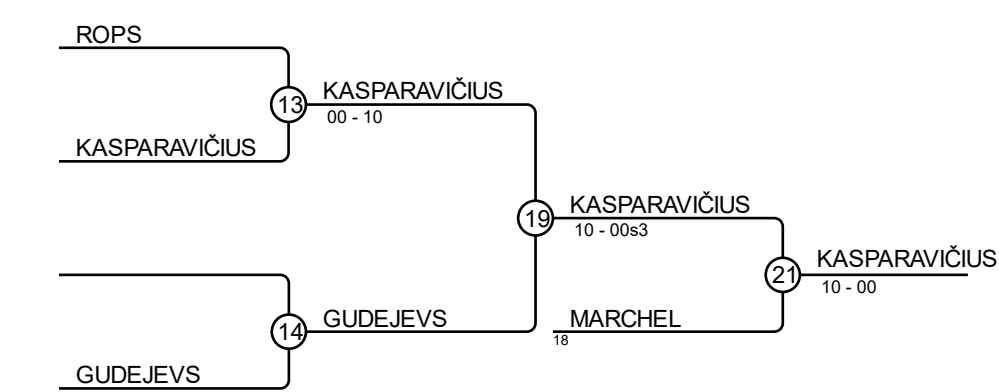 ROPS
13
KASPARAVIČIUS
00 - 10
KASPARAVIČIUS
19
KASPARAVIČIUS
10 - 00s3
21
KASPARAVIČIUS
10 - 00
14
GUDEJEVS
MARCHEL
18
GUDEJEVS